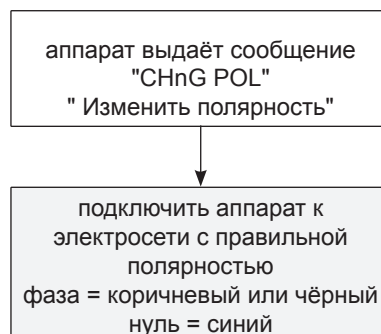 аппарат выдаёт сообщение
"CHnG POL"
" Изменить полярность"
подключить аппарат к
электросети с правильной
полярностью
фаза = коричневый или чёрный
нуль = синий